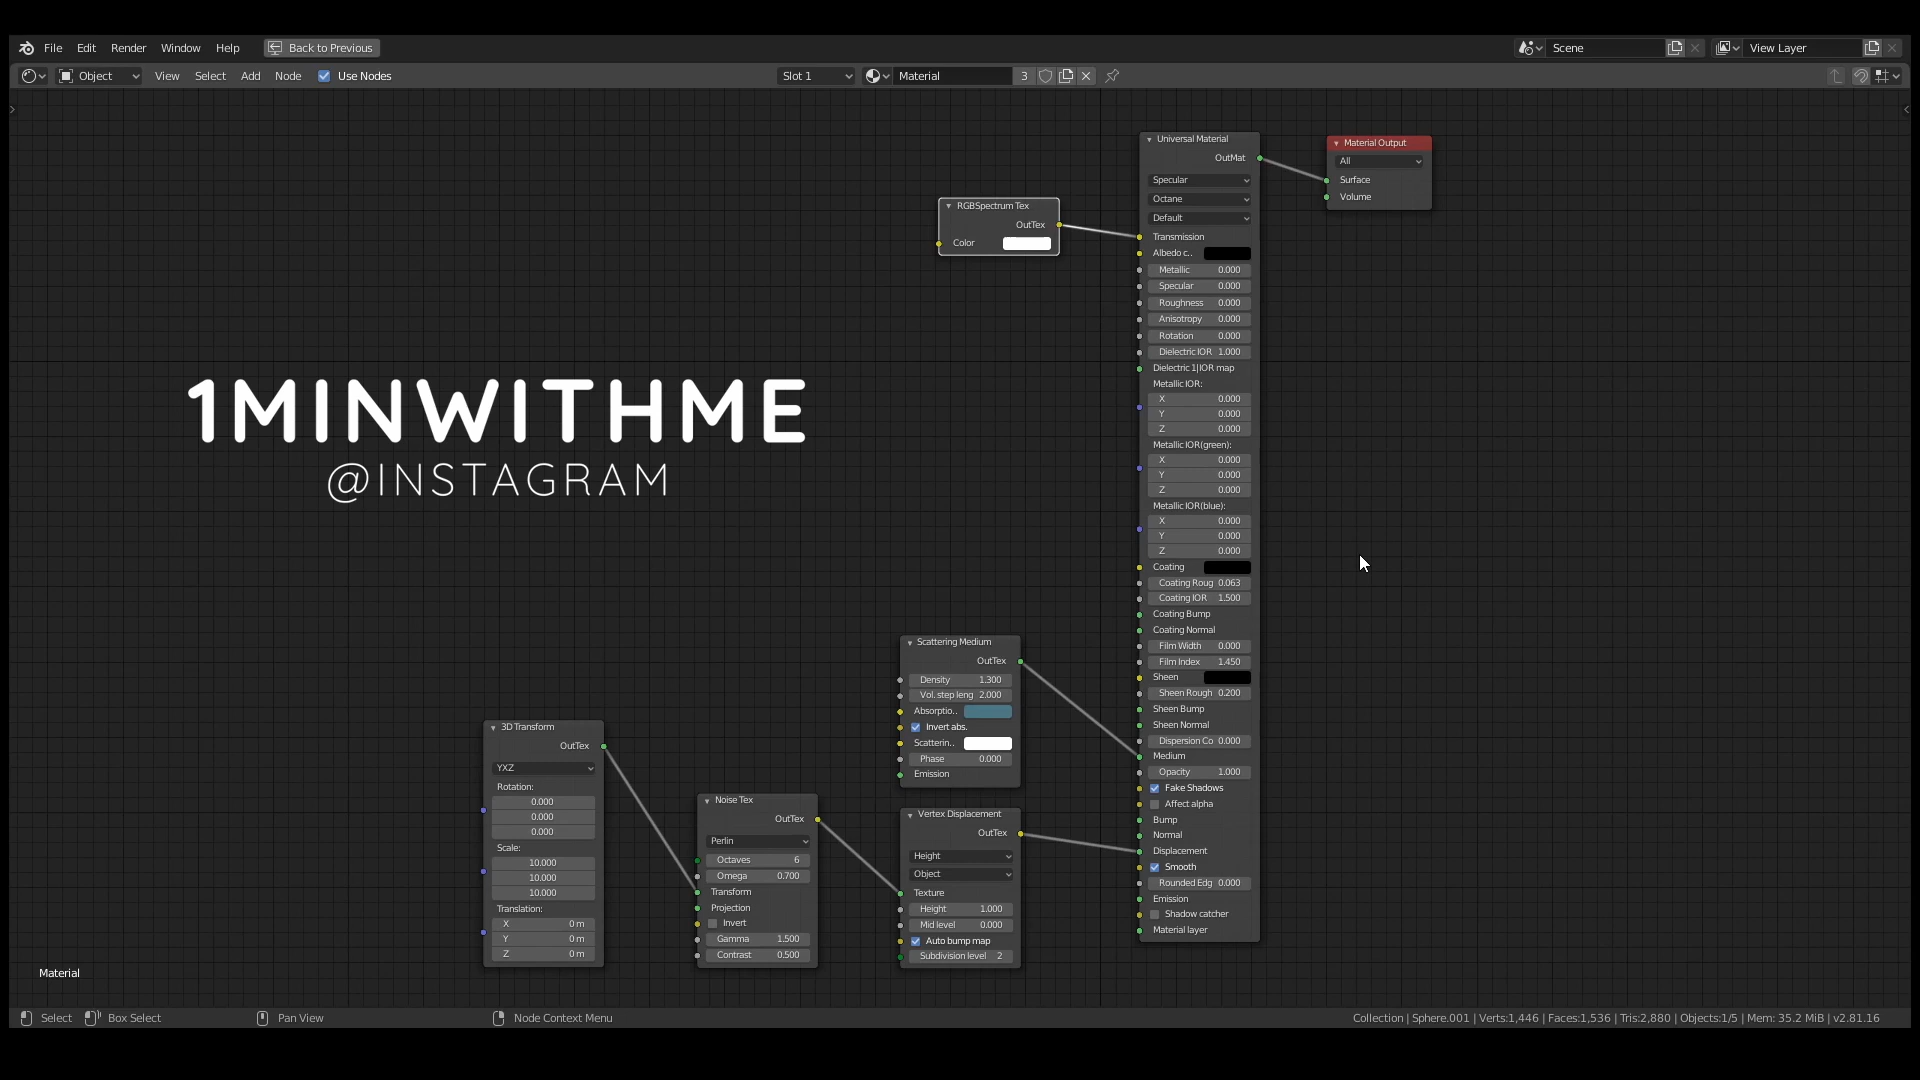 File Edit Render Window Help Back to Previous Scene View Layer
Object View Select Add Node Use Nodes Slot 1 Material 3
1MINWITHME
@INSTAGRAM
RGBSpectrum Tex
OutTex
Color
Universal Material
OutMat
Specular
Octane
Default
Transmission
Albedo c..
Metallic 0.000
Specular 0.000
Roughness 0.000
Anisotropy 0.000
Rotation 0.000
Dielectric IOR 1.000
Dielectric 1|IOR map
Metallic IOR:
X 0.000
Y 0.000
Z 0.000
Metallic IOR(green):
X 0.000
Y 0.000
Z 0.000
Metallic IOR(blue):
X 0.000
Y 0.000
Z 0.000
Coating
Coating Roug 0.063
Coating IOR 1.500
Coating Bump
Coating Normal
Film Width 0.000
Film Index 1.450
Sheen
Sheen Rough 0.200
Sheen Bump
Sheen Normal
Dispersion Co 0.000
Medium
Opacity 1.000
Fake Shadows
Affect alpha
Bump
Normal
Displacement
Smooth
Rounded Edg 0.000
Emission
Shadow catcher
Material layer
Material Output
All
Surface
Volume
Scattering Medium
OutTex
Density 1.300
Vol. step leng 2.000
Absorptio..
Invert abs.
Scatterin..
Phase 0.000
Emission
3D Transform
OutTex
YXZ
Rotation:
0.000
0.000
0.000
Scale:
10.000
10.000
10.000
Translation:
X 0 m
Y 0 m
Z 0 m
Noise Tex
OutTex
Perlin
Octaves 6
Omega 0.700
Transform
Projection
Invert
Gamma 1.500
Contrast 0.500
Vertex Displacement
OutTex
Height
Object
Texture
Height 1.000
Mid level 0.000
Auto bump map
Subdivision level 2
Material
Select Box Select Pan View Node Context Menu Collection | Sphere.001 | Verts:1,446 | Faces:1,536 | Tris:2,880 | Objects:1/5 | Mem: 35.2 MiB | v2.81.16